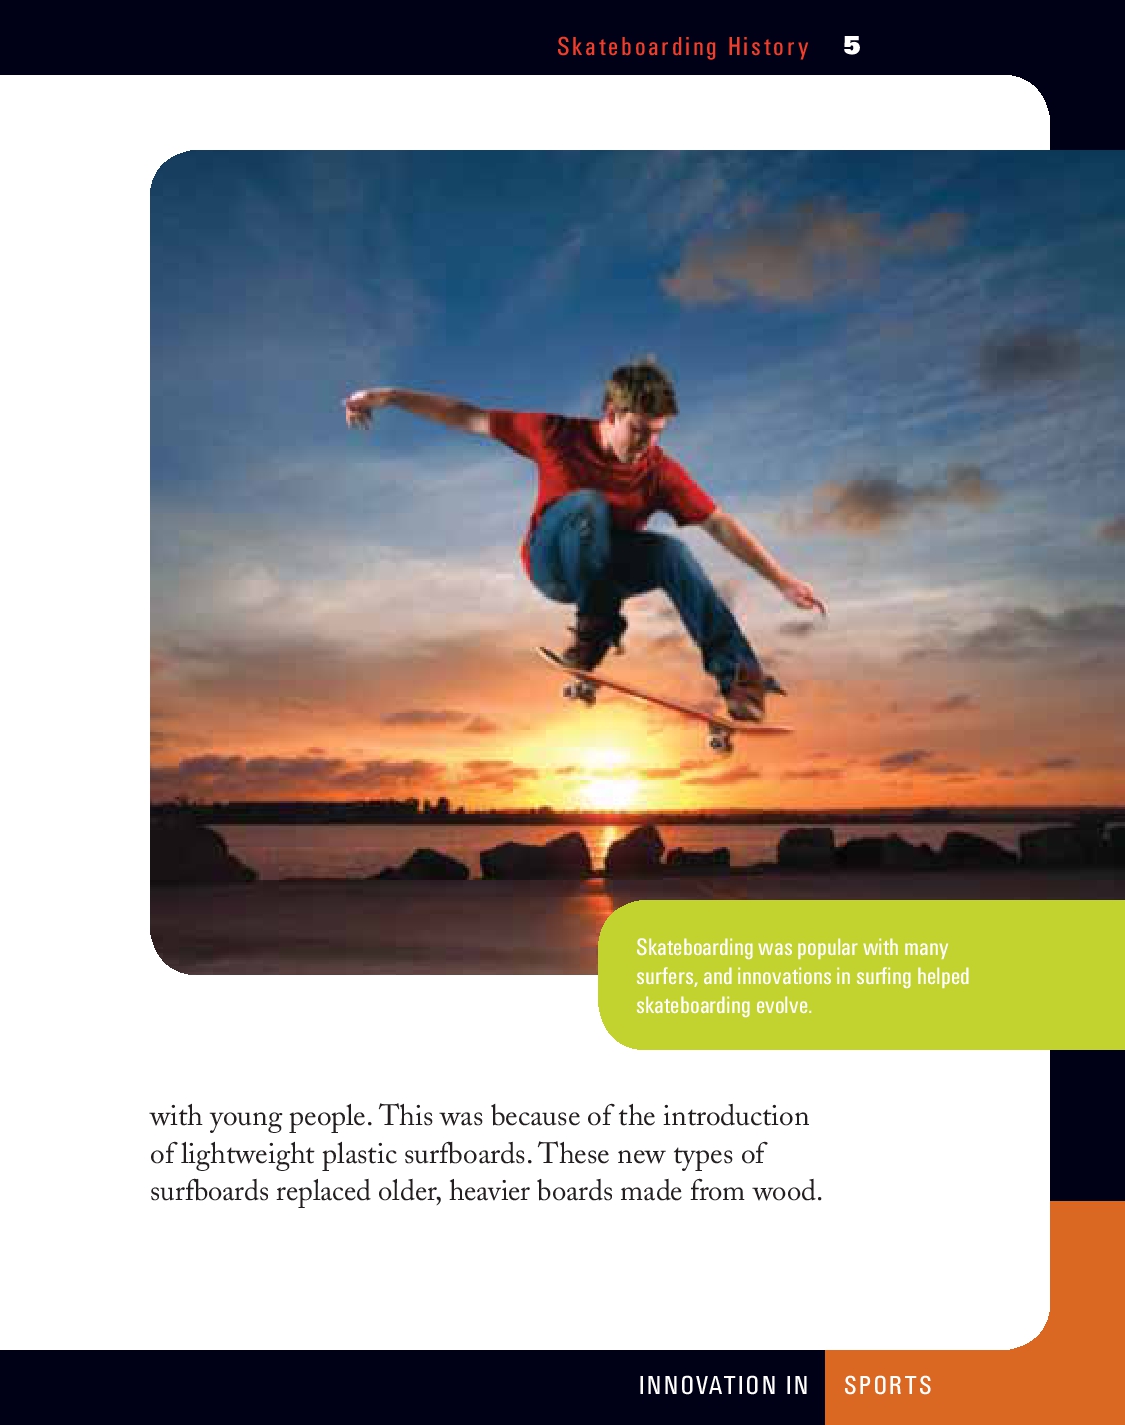 Skateboarding History 5
Skateboarding was popular with many
surfers, and innovations in surfing helped
skateboarding evolve.
with young people. This was because of the introduction
of lightweight plastic surfboards. These new types of
surfboards replaced older, heavier boards made from wood.
INNOVATION IN SPORTS